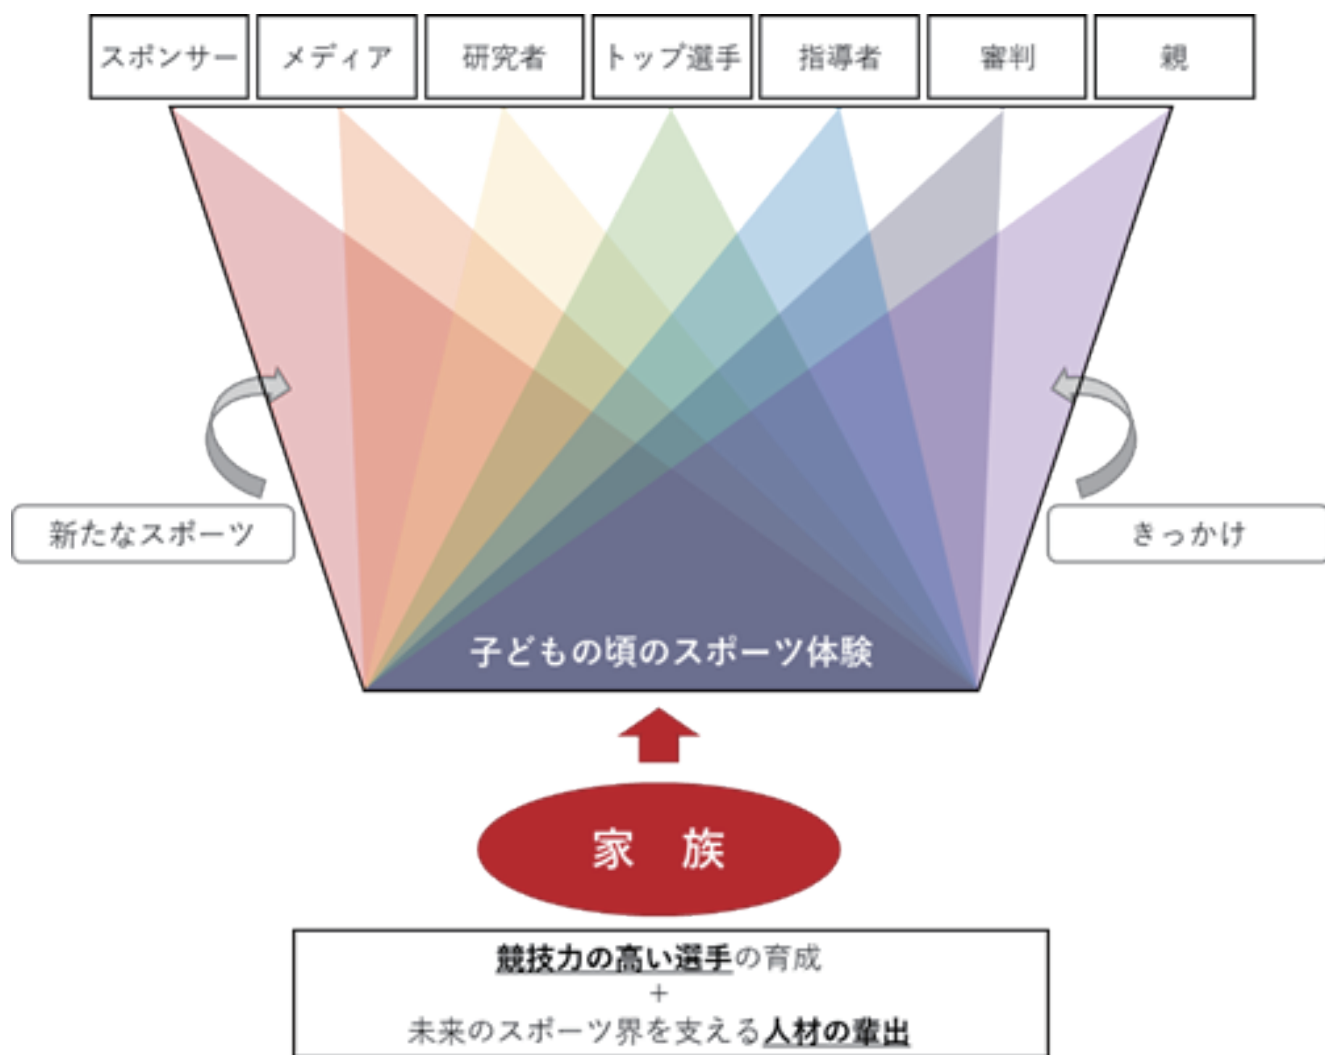 スポンサー
メディア
研究者
トップ選手
指導者
審判
親
新たなスポーツ
きっかけ
子どもの頃のスポーツ体験
家　族
競技力の高い選手の育成
+
未来のスポーツ界を支える人材の輩出